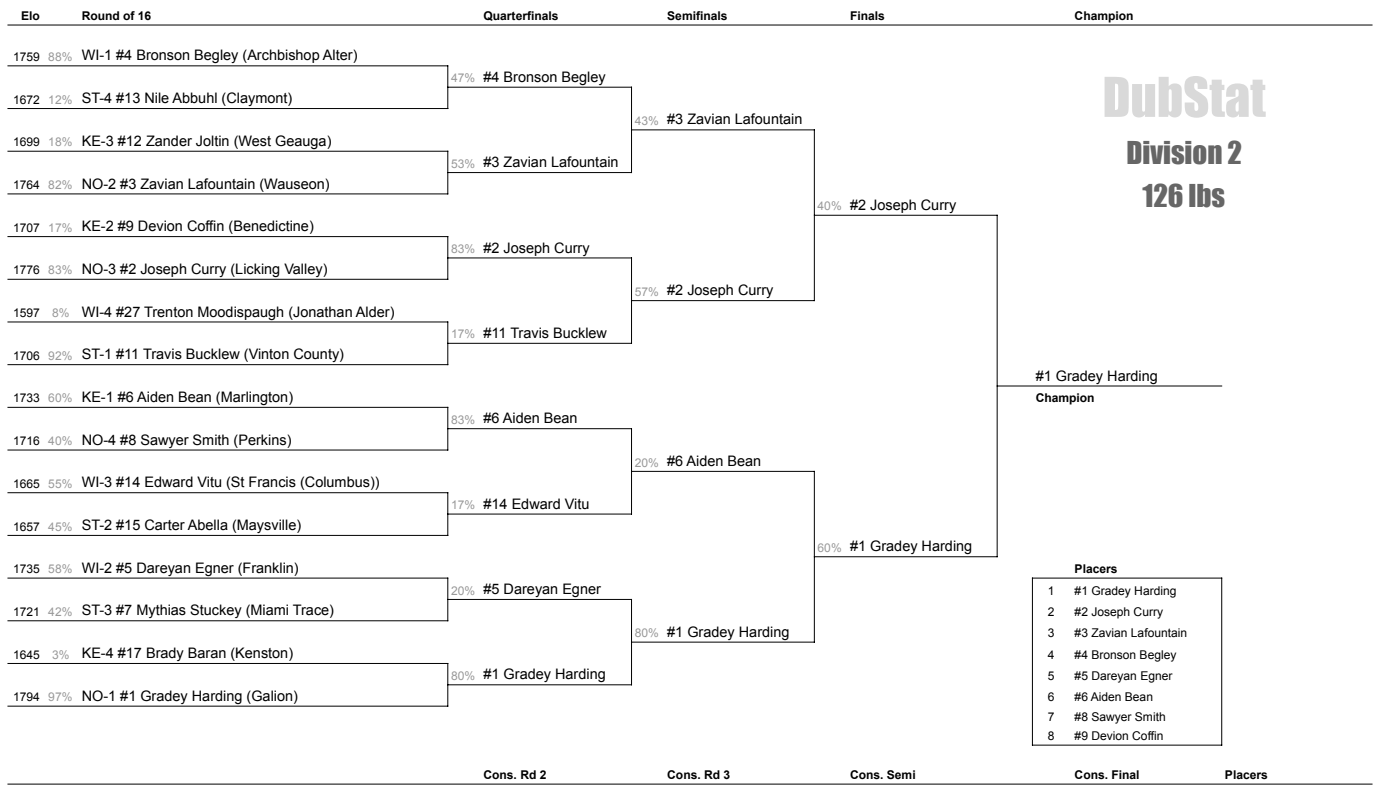 Elo Round of 16 Quarterfinals Semifinals Finals Champion
1759 88% WI-1 #4 Bronson Begley (Archbishop Alter)
47% #4 Bronson Begley
1672 12% ST-4 #13 Nile Abbuhl (Claymont)
DubStat
43% #3 Zavian Lafountain
1699 18% KE-3 #12 Zander Joltin (West Geauga)
Division 2
53% #3 Zavian Lafountain
1764 82% NO-2 #3 Zavian Lafountain (Wauseon)
126 lbs
40% #2 Joseph Curry
1707 17% KE-2 #9 Devion Coffin (Benedictine)
83% #2 Joseph Curry
1776 83% NO-3 #2 Joseph Curry (Licking Valley)
57% #2 Joseph Curry
1597 8% WI-4 #27 Trenton Moodispaugh (Jonathan Alder)
17% #11 Travis Bucklew
1706 92% ST-1 #11 Travis Bucklew (Vinton County)
#1 Gradey Harding
Champion
1733 60% KE-1 #6 Aiden Bean (Marlington)
83% #6 Aiden Bean
1716 40% NO-4 #8 Sawyer Smith (Perkins)
20% #6 Aiden Bean
1665 55% WI-3 #14 Edward Vitu (St Francis (Columbus))
17% #14 Edward Vitu
1657 45% ST-2 #15 Carter Abella (Maysville)
60% #1 Gradey Harding
1735 58% WI-2 #5 Dareyan Egner (Franklin)
20% #5 Dareyan Egner
1721 42% ST-3 #7 Mythias Stuckey (Miami Trace)
80% #1 Gradey Harding
1645 3% KE-4 #17 Brady Baran (Kenston)
80% #1 Gradey Harding
1794 97% NO-1 #1 Gradey Harding (Galion)
Placers
1 #1 Gradey Harding
2 #2 Joseph Curry
3 #3 Zavian Lafountain
4 #4 Bronson Begley
5 #5 Dareyan Egner
6 #6 Aiden Bean
7 #8 Sawyer Smith
8 #9 Devion Coffin
Cons. Rd 2 Cons. Rd 3 Cons. Semi Cons. Final Placers